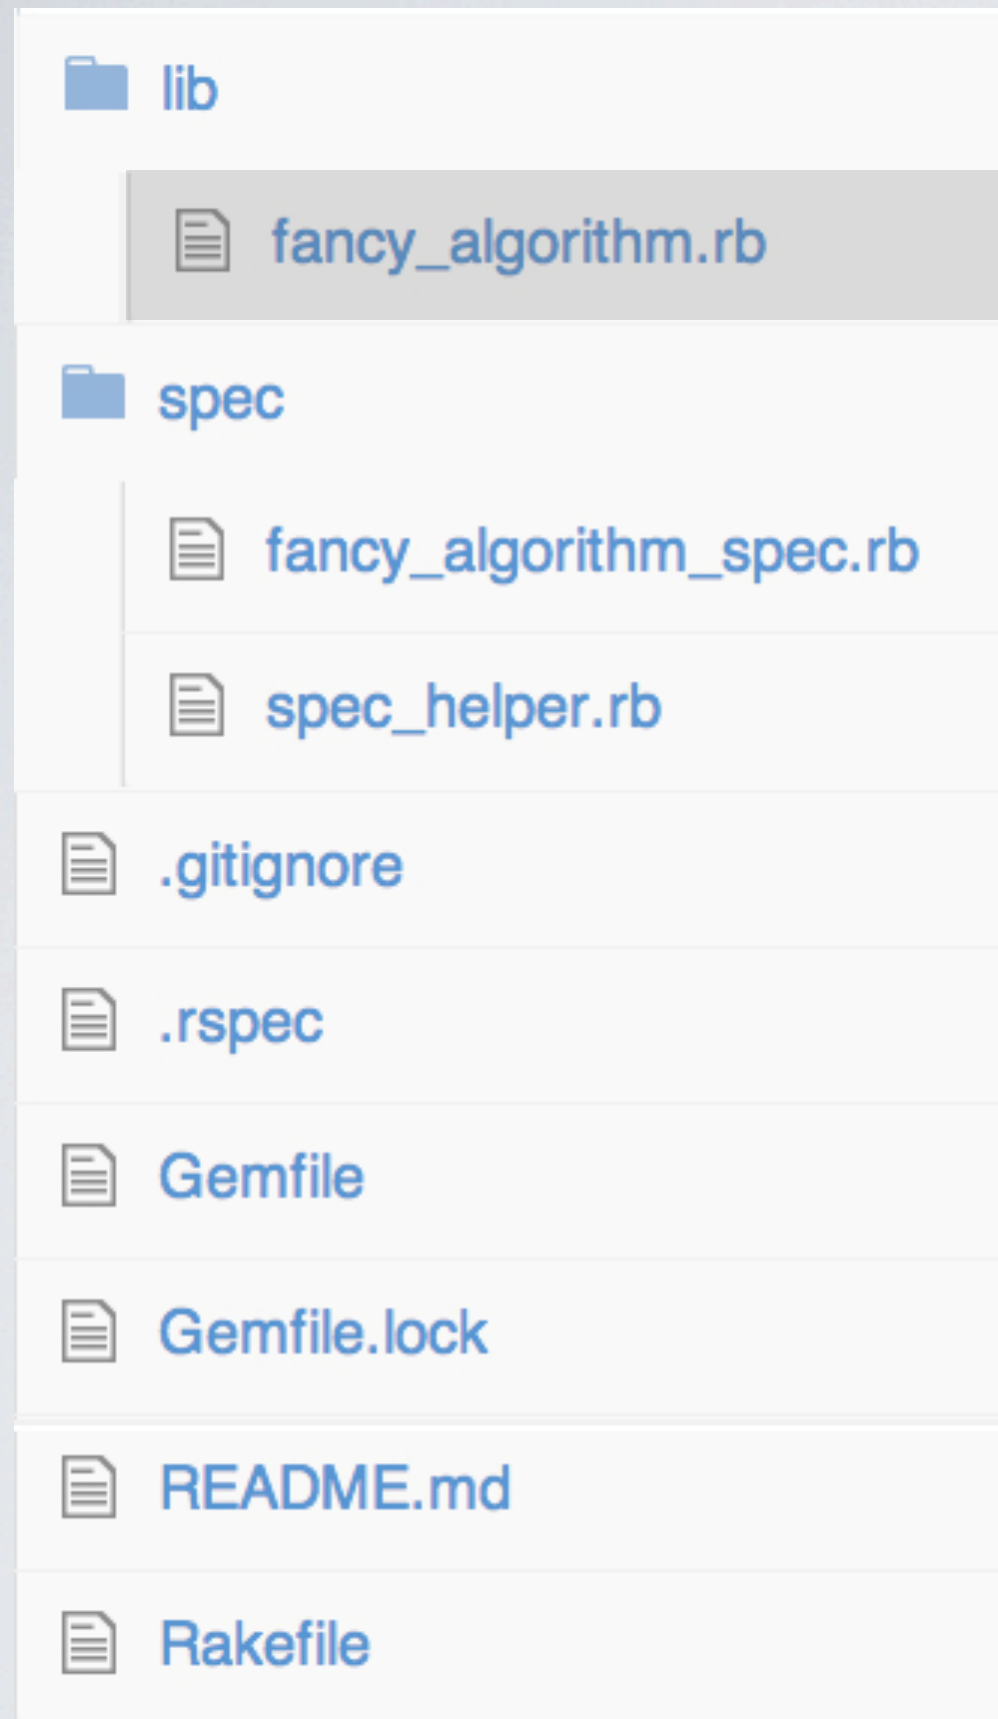 lib
fancy_algorithm.rb
spec
fancy_algorithm_spec.rb
spec_helper.rb
.gitignore
.rspec
Gemfile
Gemfile.lock
README.md
Rakefile